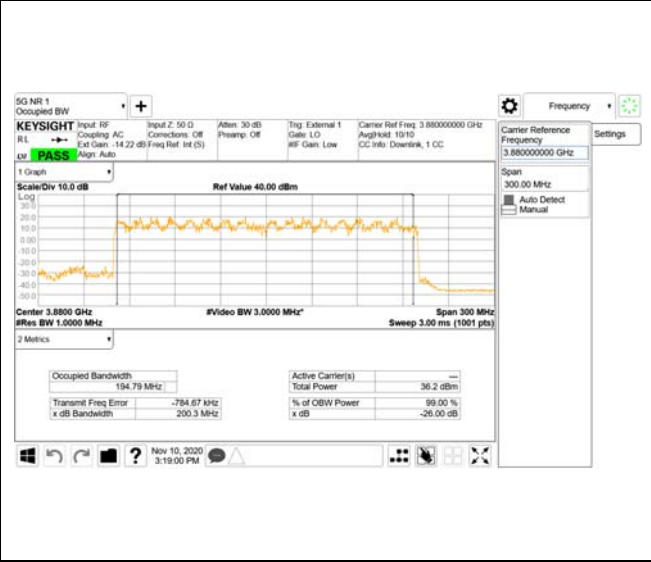 5G NR 1
Occupied BW
Frequency
KEYSIGHT
Input: RF
Input Z: 50 Ω
Atten: 30 dB
Trig: External 1
Carrier Ref Freq: 3.880000000 GHz
R L
Coupling: AC
Corrections: Off
Preamp: Off
Gate: LO
Avg|Hold: 10/10
Ext Gain: -14.22 dB
Freq Ref: Int (S)
#IF Gain: Low
CC Info: Downlink, 1 CC
PASS
Align: Auto
Carrier Reference
Frequency
3.880000000 GHz
Settings
Span
300.00 MHz
Auto Detect
Manual
1 Graph
Scale/Div 10.0 dB
Ref Value 40.00 dBm
Log
30.0
20.0
10.0
0.00
-10.0
-20.0
-30.0
-40.0
-50.0
Center 3.8800 GHz
#Video BW 3.0000 MHz*
Span 300 MHz
#Res BW 1.0000 MHz
Sweep 3.00 ms (1001 pts)
2 Metrics
Occupied Bandwidth
194.79 MHz
Active Carrier(s)
—
Total Power
36.2 dBm
Transmit Freq Error
-784.67 kHz
% of OBW Power
99.00 %
x dB Bandwidth
200.3 MHz
x dB
-26.00 dB
Nov 10, 2020
3:19:00 PM